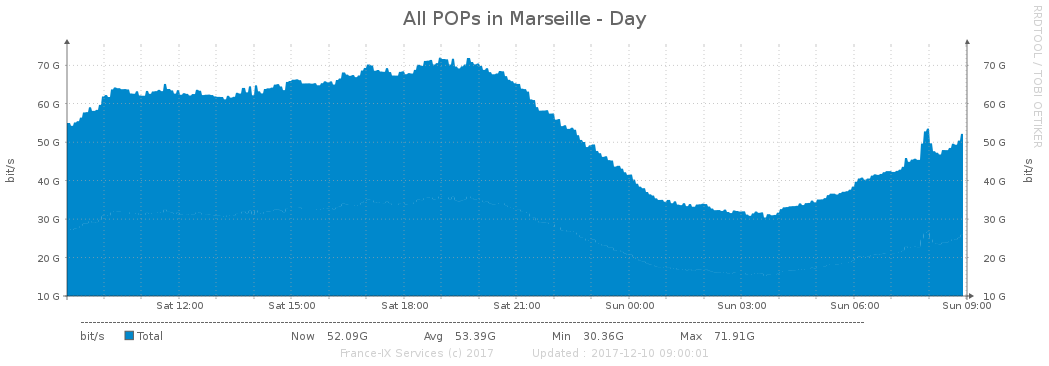 All POPs in Marseille - Day
RRDTOOL / TOBI OETIKER
bit/s
70 G
60 G
50 G
40 G
30 G
20 G
10 G
70 G
60 G
50 G
40 G
30 G
20 G
10 G
bit/s
Sat 12:00 Sat 15:00 Sat 18:00 Sat 21:00 Sun 00:00 Sun 03:00 Sun 06:00 Sun 09:00
bit/s Total Now 52.09G Avg 53.39G Min 30.36G Max 71.91G
France-IX Services (c) 2017 Updated : 2017-12-10 09:00:01